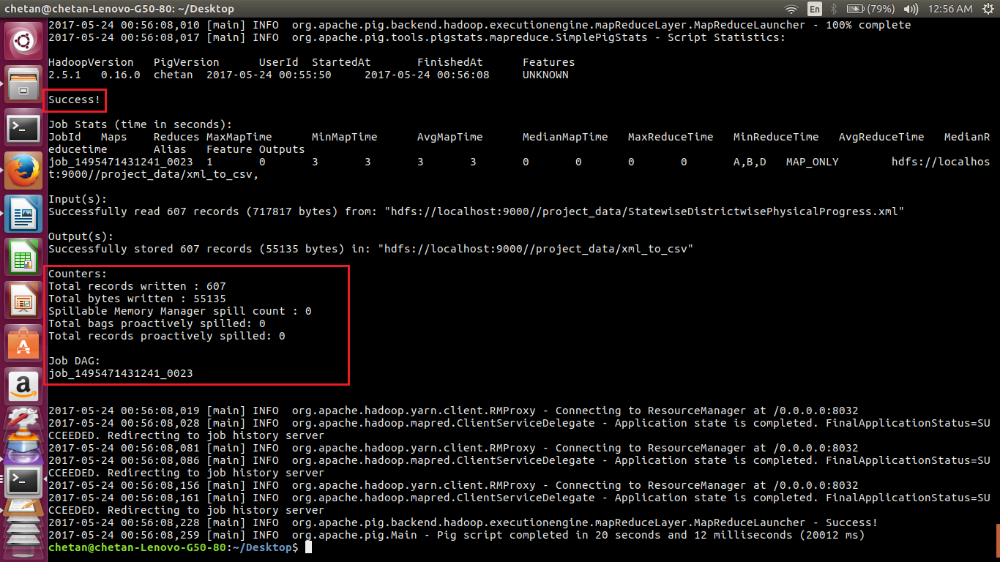 chetan@chetan-Lenovo-G50-80: ~/Desktop
En (79%) 12:56 AM
2017-05-24 00:56:08,010 [main] INFO  org.apache.pig.backend.hadoop.executionengine.mapReduceLayer.MapReduceLauncher - 100% complete
2017-05-24 00:56:08,017 [main] INFO  org.apache.pig.tools.pigstats.mapreduce.SimplePigStats - Script Statistics:
HadoopVersion	PigVersion	UserId	StartedAt	FinishedAt	Features
2.5.1	0.16.0	chetan	2017-05-24 00:55:50	2017-05-24 00:56:08	UNKNOWN
Success!
Job Stats (time in seconds):
JobId	Maps	Reduces	MaxMapTime	MinMapTime	AvgMapTime	MedianMapTime	MaxReduceTime	MinReduceTime	AvgReduceTime	MedianR
educetime	Alias	Feature	Outputs
job_1495471431241_0023	1	0	3	3	3	3	0	0	0	0	A,B,D	MAP_ONLY	hdfs://localhos
t:9000//project_data/xml_to_csv,
Input(s):
Successfully read 607 records (717817 bytes) from: "hdfs://localhost:9000//project_data/StatewiseDistrictwisePhysicalProgress.xml"
Output(s):
Successfully stored 607 records (55135 bytes) in: "hdfs://localhost:9000//project_data/xml_to_csv"
Counters:
Total records written : 607
Total bytes written : 55135
Spillable Memory Manager spill count : 0
Total bags proactively spilled: 0
Total records proactively spilled: 0
Job DAG:
job_1495471431241_0023
2017-05-24 00:56:08,019 [main] INFO  org.apache.hadoop.yarn.client.RMProxy - Connecting to ResourceManager at /0.0.0.0:8032
2017-05-24 00:56:08,028 [main] INFO  org.apache.hadoop.mapred.ClientServiceDelegate - Application state is completed. FinalApplicationStatus=SU
CCEEDED. Redirecting to job history server
2017-05-24 00:56:08,081 [main] INFO  org.apache.hadoop.yarn.client.RMProxy - Connecting to ResourceManager at /0.0.0.0:8032
2017-05-24 00:56:08,086 [main] INFO  org.apache.hadoop.mapred.ClientServiceDelegate - Application state is completed. FinalApplicationStatus=SU
CCEEDED. Redirecting to job history server
2017-05-24 00:56:08,156 [main] INFO  org.apache.hadoop.yarn.client.RMProxy - Connecting to ResourceManager at /0.0.0.0:8032
2017-05-24 00:56:08,161 [main] INFO  org.apache.hadoop.mapred.ClientServiceDelegate - Application state is completed. FinalApplicationStatus=SU
CCEEDED. Redirecting to job history server
2017-05-24 00:56:08,228 [main] INFO  org.apache.pig.backend.hadoop.executionengine.mapReduceLayer.MapReduceLauncher - Success!
2017-05-24 00:56:08,259 [main] INFO  org.apache.pig.Main - Pig script completed in 20 seconds and 12 milliseconds (20012 ms)
chetan@chetan-Lenovo-G50-80:~/Desktop$